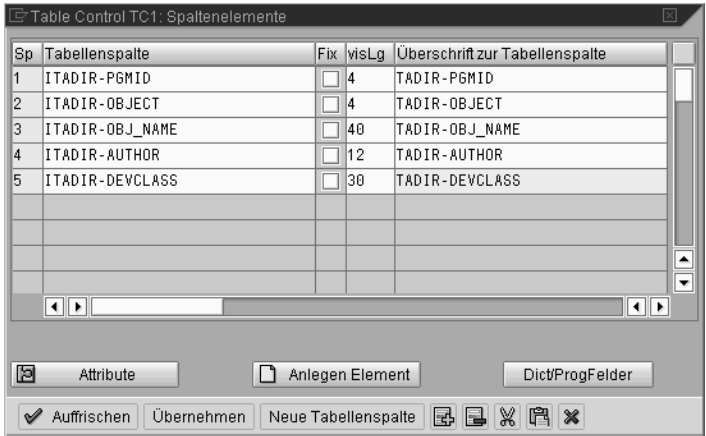 Table Control TC1: Spaltenelemente
Sp Tabellenspalte Fix visLg Überschrift zur Tabellenspalte
1 ITADIR-PGMID 4 TADIR-PGMID
2 ITADIR-OBJECT 4 TADIR-OBJECT
3 ITADIR-OBJ_NAME 40 TADIR-OBJ_NAME
4 ITADIR-AUTHOR 12 TADIR-AUTHOR
5 ITADIR-DEVCLASS 30 TADIR-DEVCLASS
Attribute Anlegen Element Dict/ProgFelder
Auffrischen Übernehmen Neue Tabellenspalte